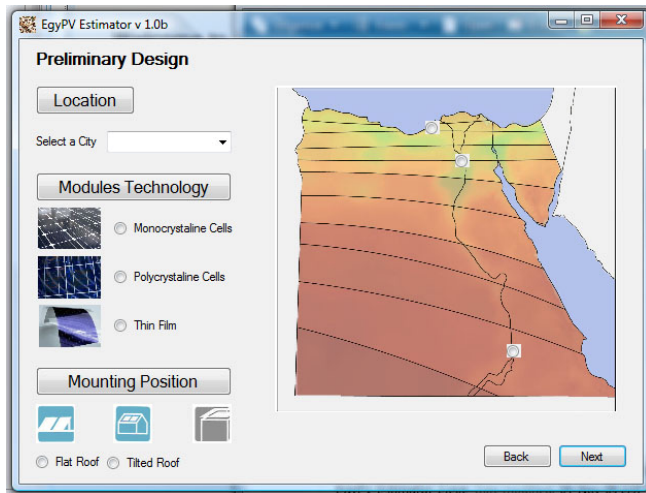 EgyPV Estimator v 1.0b
Preliminary Design
Location
Select a City
Modules Technology
Monocrystaline Cells
Polycrystaline Cells
Thin Film
Mounting Position
Flat Roof
Tilted Roof
Back
Next